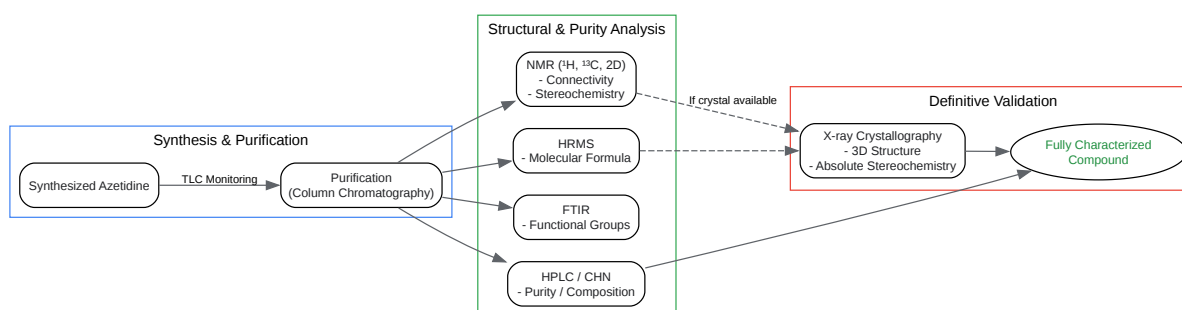 Structural & Purity Analysis
NMR (¹H, ¹³C, 2D)
- Connectivity
- Stereochemistry
If crystal available
Definitive Validation
Synthesis & Purification
HRMS
- Molecular Formula
X-ray Crystallography
- 3D Structure
- Absolute Stereochemistry
Fully Characterized
Compound
Synthesized Azetidine
TLC Monitoring
Purification
(Column Chromatography)
FTIR
- Functional Groups
HPLC / CHN
- Purity / Composition